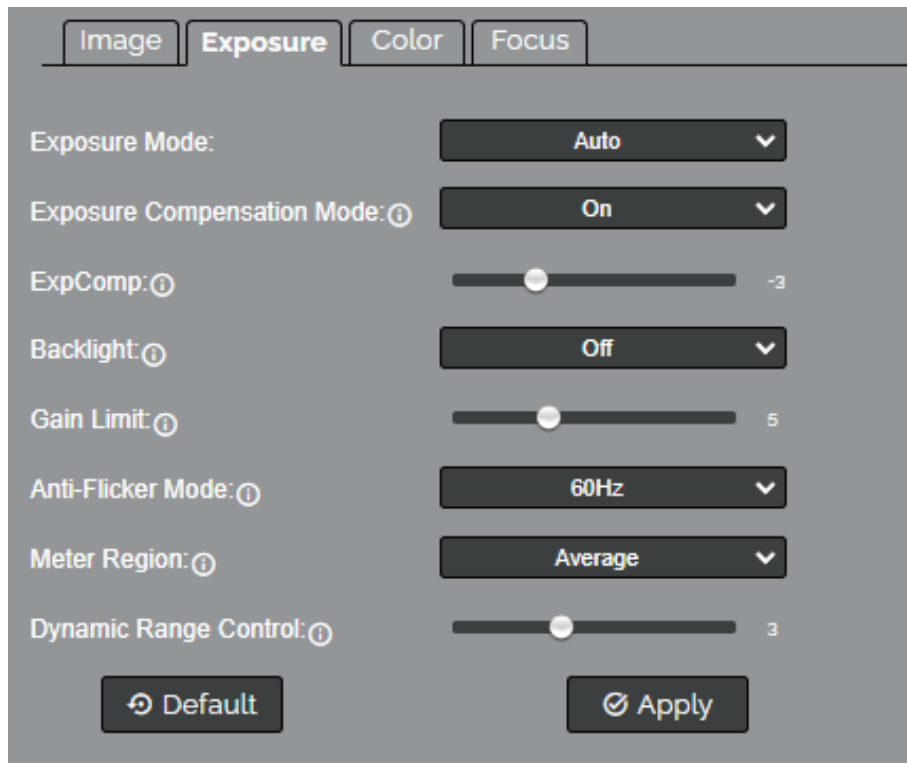 Image Exposure Color Focus
Exposure Mode: Auto
Exposure Compensation Mode: On
ExpComp: -3
Backlight: Off
Gain Limit: 5
Anti-Flicker Mode: 60Hz
Meter Region: Average
Dynamic Range Control: 3
Default Apply